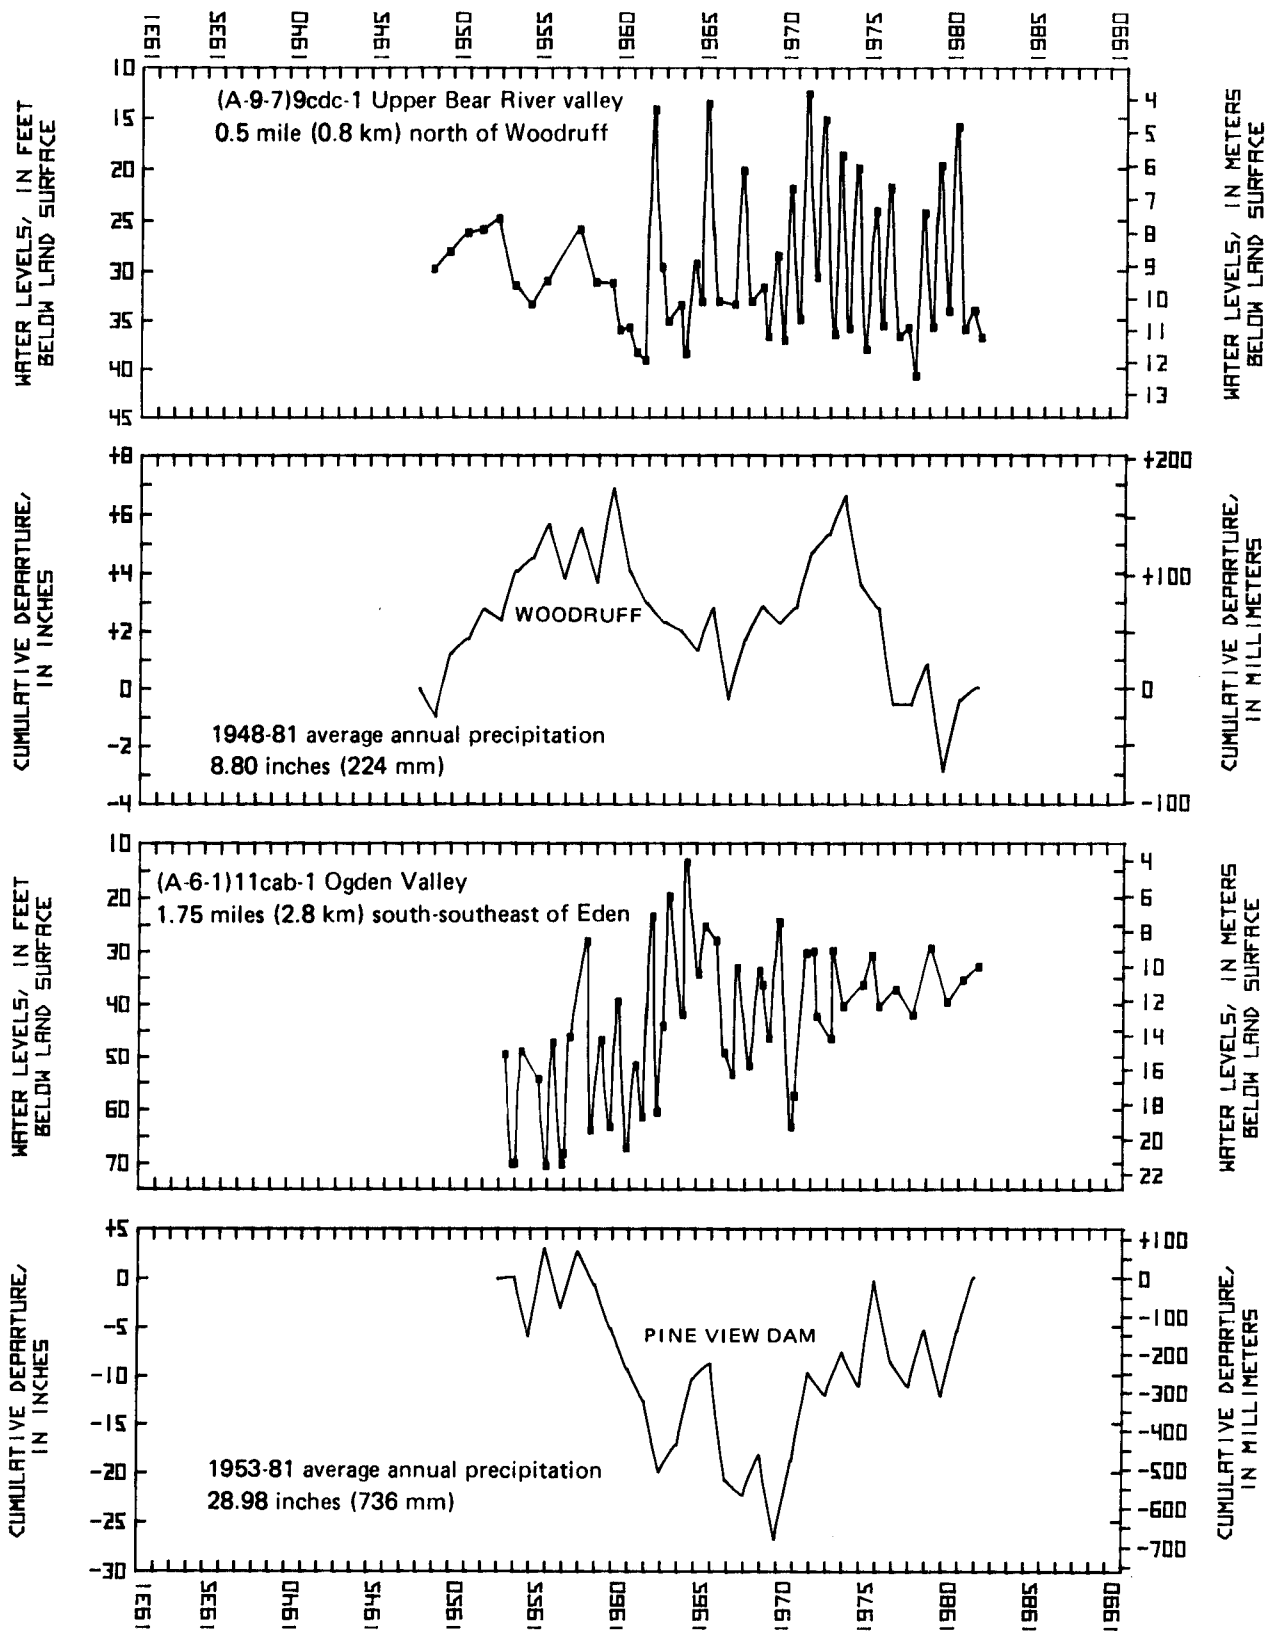 1931 1935 1940 1945 1950 1955 1960 1965 1970 1975 1980 1985 1990
WATER LEVELS, IN FEET
BELOW LAND SURFACE
10
15
20
25
30
35
40
45
(A-9-7)9cdc-1 Upper Bear River valley
0.5 mile (0.8 km) north of Woodruff
4
5
6
7
8
9
10
11
12
13
WATER LEVELS, IN METERS
BELOW LAND SURFACE
CUMULATIVE DEPARTURE,
IN INCHES
+8
+6
+4
+2
0
-2
-4
WOODRUFF
1948-81 average annual precipitation
8.80 inches (224 mm)
+200
+100
0
-100
CUMULATIVE DEPARTURE,
IN MILLIMETERS
WATER LEVELS, IN FEET
BELOW LAND SURFACE
10
20
30
40
50
60
70
(A-6-1)11cab-1 Ogden Valley
1.75 miles (2.8 km) south-southeast of Eden
4
6
8
10
12
14
16
18
20
22
WATER LEVELS, IN METERS
BELOW LAND SURFACE
CUMULATIVE DEPARTURE,
IN INCHES
+5
0
-5
-10
-15
-20
-25
-30
PINE VIEW DAM
1953-81 average annual precipitation
28.98 inches (736 mm)
+100
0
-100
-200
-300
-400
-500
-600
-700
CUMULATIVE DEPARTURE,
IN MILLIMETERS
1931 1935 1940 1945 1950 1955 1960 1965 1970 1975 1980 1985 1990